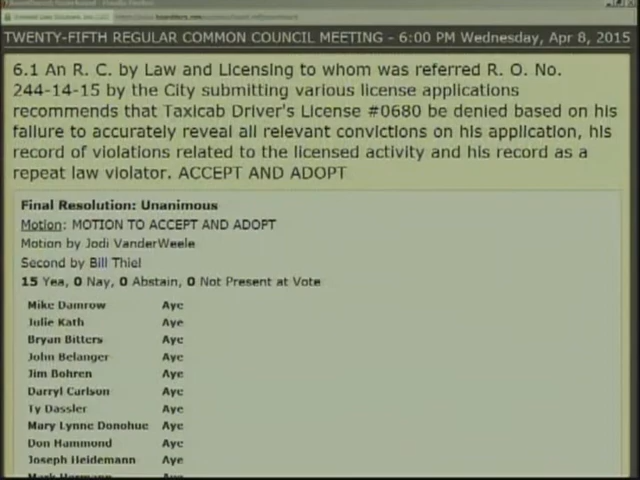 TWENTY-FIFTH REGULAR COMMON COUNCIL MEETING - 6:00 PM Wednesday, Apr 8, 2015
6.1 An R. C. by Law and Licensing to whom was referred R. O. No.
244-14-15 by the City submitting various license applications
recommends that Taxicab Driver's License #0680 be denied based on his
failure to accurately reveal all relevant convictions on his application, his
record of violations related to the licensed activity and his record as a
repeat law violator. ACCEPT AND ADOPT
Final Resolution: Unanimous
Motion: MOTION TO ACCEPT AND ADOPT
Motion by Jodi VanderWeele
Second by Bill Thiel
15 Yea, 0 Nay, 0 Abstain, 0 Not Present at Vote
Mike Damrow Aye
Julie Kath Aye
Bryan Bitters Aye
John Belanger Aye
Jim Bohren Aye
Darryl Carlson Aye
Ty Dassler Aye
Mary Lynne Donohue Aye
Don Hammond Aye
Joseph Heidemann Aye